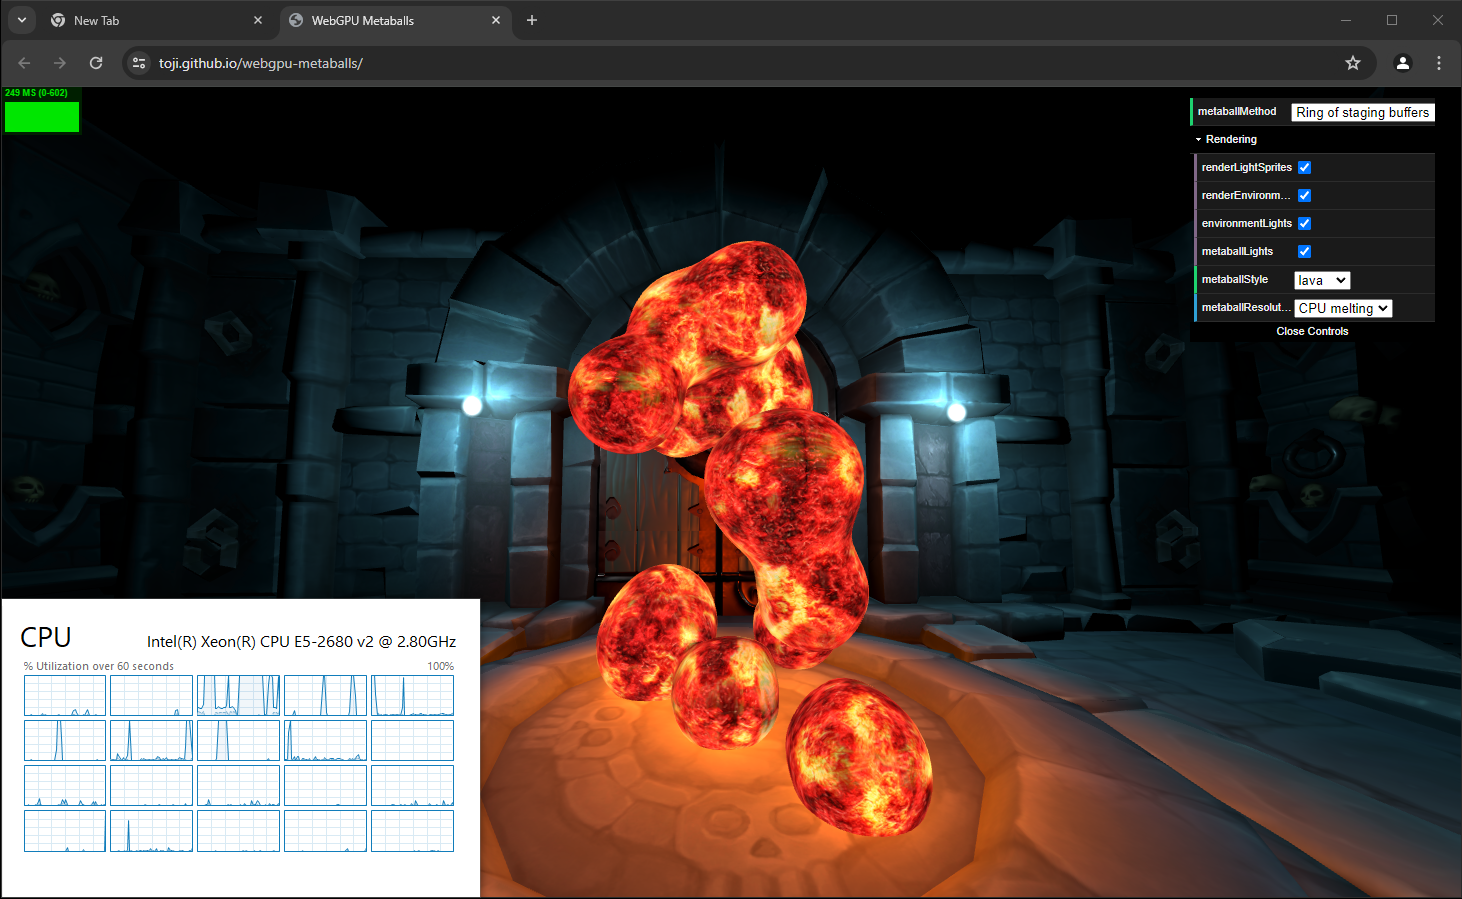 New Tab
WebGPU Metaballs
toji.github.io/webgpu-metaballs/
249 MS (0-602)
metaballMethod Ring of staging buffers
Rendering
renderLightSprites
renderEnvironm...
environmentLights
metaballLights
metaballStyle lava
metaballResolut... CPU melting
Close Controls
CPU Intel(R) Xeon(R) CPU E5-2680 v2 @ 2.80GHz
% Utilization over 60 seconds 100%